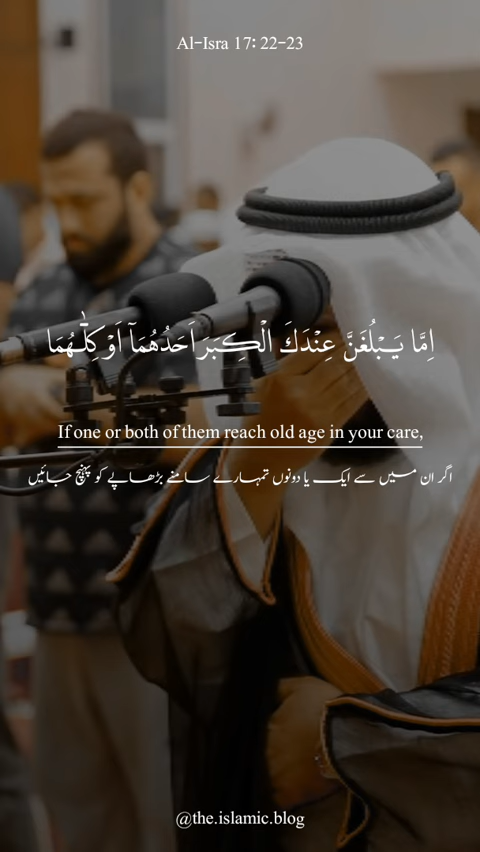 Al-Isra 17: 22-23
اِمَّا يَبْلُغَنَّ عِنْدَكَ الْكِبَرَ اَحَدُهُمَاۤ اَوْ كِلٰهُمَا
If one or both of them reach old age in your care,
اگر ان میں سے ایک یا دونوں تمہارے سامنے بڑھاپے کو پہنچ جائیں
@the.islamic.blog